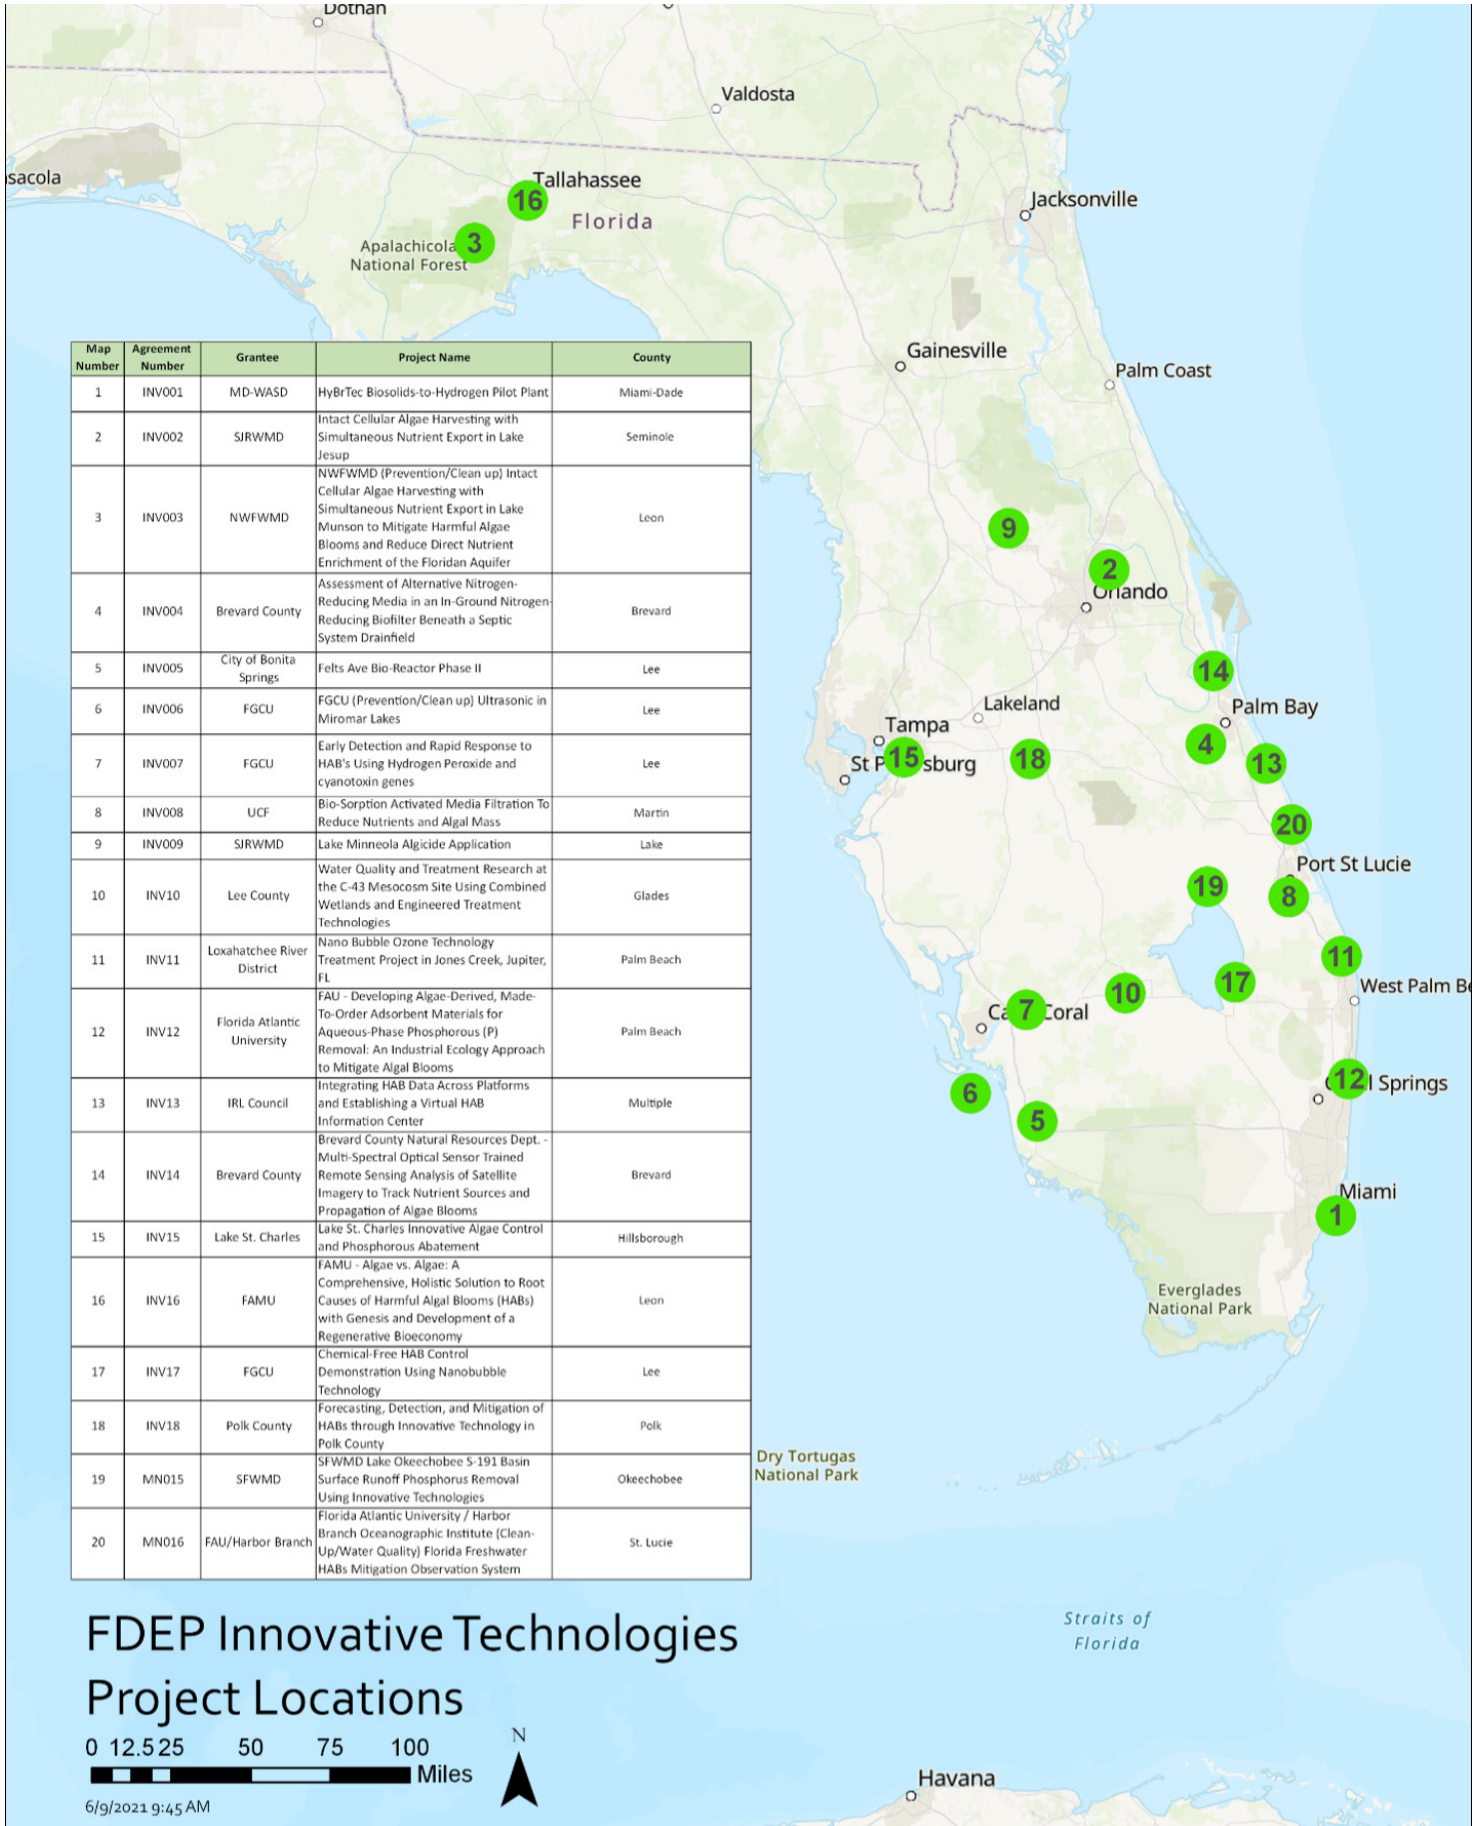 Dothan
Valdosta
sacola
Tallahassee
16
Florida
Jacksonville
Apalachicola
National Forest
3
Gainesville
Palm Coast
9
2
Orlando
14
Palm Bay
Lakeland
Tampa
15
St P sburg
18
4
13
20
Port St Lucie
19
8
11
17
West Palm Be
10
Ca Coral
7
6
5
12
l Springs
Miami
1
Everglades
National Park
Dry Tortugas
National Park
Straits of
Florida
Havana
Map Number Agreement Number Grantee Project Name County
1 INV001 MD-WASD HyBrTec Biosolids-to-Hydrogen Pilot Plant Miami-Dade
2 INV002 SJRWMD Intact Cellular Algae Harvesting with
Simultaneous Nutrient Export in Lake
Jesup Seminole
3 INV003 NWFWMD NWFWMD (Prevention/Clean up) Intact
Cellular Algae Harvesting with
Simultaneous Nutrient Export in Lake
Munson to Mitigate Harmful Algae
Blooms and Reduce Direct Nutrient
Enrichment of the Floridan Aquifer Leon
4 INV004 Brevard County Assessment of Alternative Nitrogen-
Reducing Media in an In-Ground Nitrogen-
Reducing Biofilter Beneath a Septic
System Drainfield Brevard
5 INV005 City of Bonita Springs Felts Ave Bio-Reactor Phase II Lee
6 INV006 FGCU FGCU (Prevention/Clean up) Ultrasonic in
Miromar Lakes Lee
7 INV007 FGCU Early Detection and Rapid Response to
HAB's Using Hydrogen Peroxide and
cyanotoxin genes Lee
8 INV008 UCF Bio-Sorption Activated Media Filtration To
Reduce Nutrients and Algal Mass Martin
9 INV009 SJRWMD Lake Minneola Algicide Application Lake
10 INV10 Lee County Water Quality and Treatment Research at
the C-43 Mesocosm Site Using Combined
Wetlands and Engineered Treatment
Technologies Glades
11 INV11 Loxahatchee River District Nano Bubble Ozone Technology
Treatment Project in Jones Creek, Jupiter,
FL Palm Beach
12 INV12 Florida Atlantic University FAU - Developing Algae-Derived, Made-
To-Order Adsorbent Materials for
Aqueous-Phase Phosphorous (P)
Removal: An Industrial Ecology Approach
to Mitigate Algal Blooms Palm Beach
13 INV13 IRL Council Integrating HAB Data Across Platforms
and Establishing a Virtual HAB
Information Center Multiple
14 INV14 Brevard County Brevard County Natural Resources Dept. -
Multi-Spectral Optical Sensor Trained
Remote Sensing Analysis of Satellite
Imagery to Track Nutrient Sources and
Propagation of Algae Blooms Brevard
15 INV15 Lake St. Charles Lake St. Charles Innovative Algae Control
and Phosphorous Abatement Hillsborough
16 INV16 FAMU FAMU - Algae vs. Algae: A
Comprehensive, Holistic Solution to Root
Causes of Harmful Algal Blooms (HABs)
with Genesis and Development of a
Regenerative Bioeconomy Leon
17 INV17 FGCU Chemical-Free HAB Control
Demonstration Using Nanobubble
Technology Lee
18 INV18 Polk County Forecasting, Detection, and Mitigation of
HABs through Innovative Technology in
Polk County Polk
19 MN015 SFWMD SFWMD Lake Okeechobee S-191 Basin
Surface Runoff Phosphorus Removal
Using Innovative Technologies Okeechobee
20 MN016 FAU/Harbor Branch Florida Atlantic University / Harbor
Branch Oceanographic Institute (Clean-
Up/Water Quality) Florida Freshwater
HABs Mitigation Observation System St. Lucie
FDEP Innovative Technologies
Project Locations
N
0 12.5 25 50 75 100
Miles
6/9/2021 9:45 AM